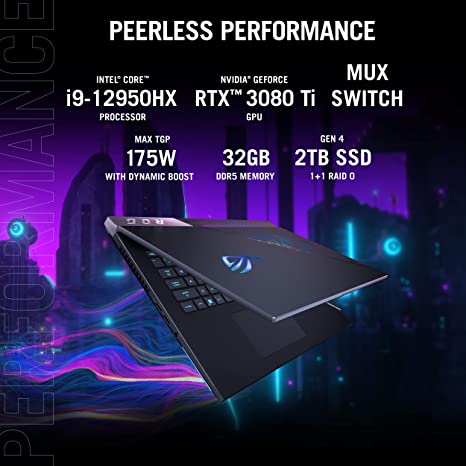 PEERLESS PERFORMANCE
INTEL® CORE™
i9-12950HX
PROCESSOR
NVIDIA® GEFORCE
RTX™ 3080 Ti
GPU
MUX
SWITCH
MAX TGP
175W
WITH DYNAMIC BOOST
32GB
DDR5 MEMORY
GEN 4
2TB SSD
1+1 RAID 0
PERFORMANCE